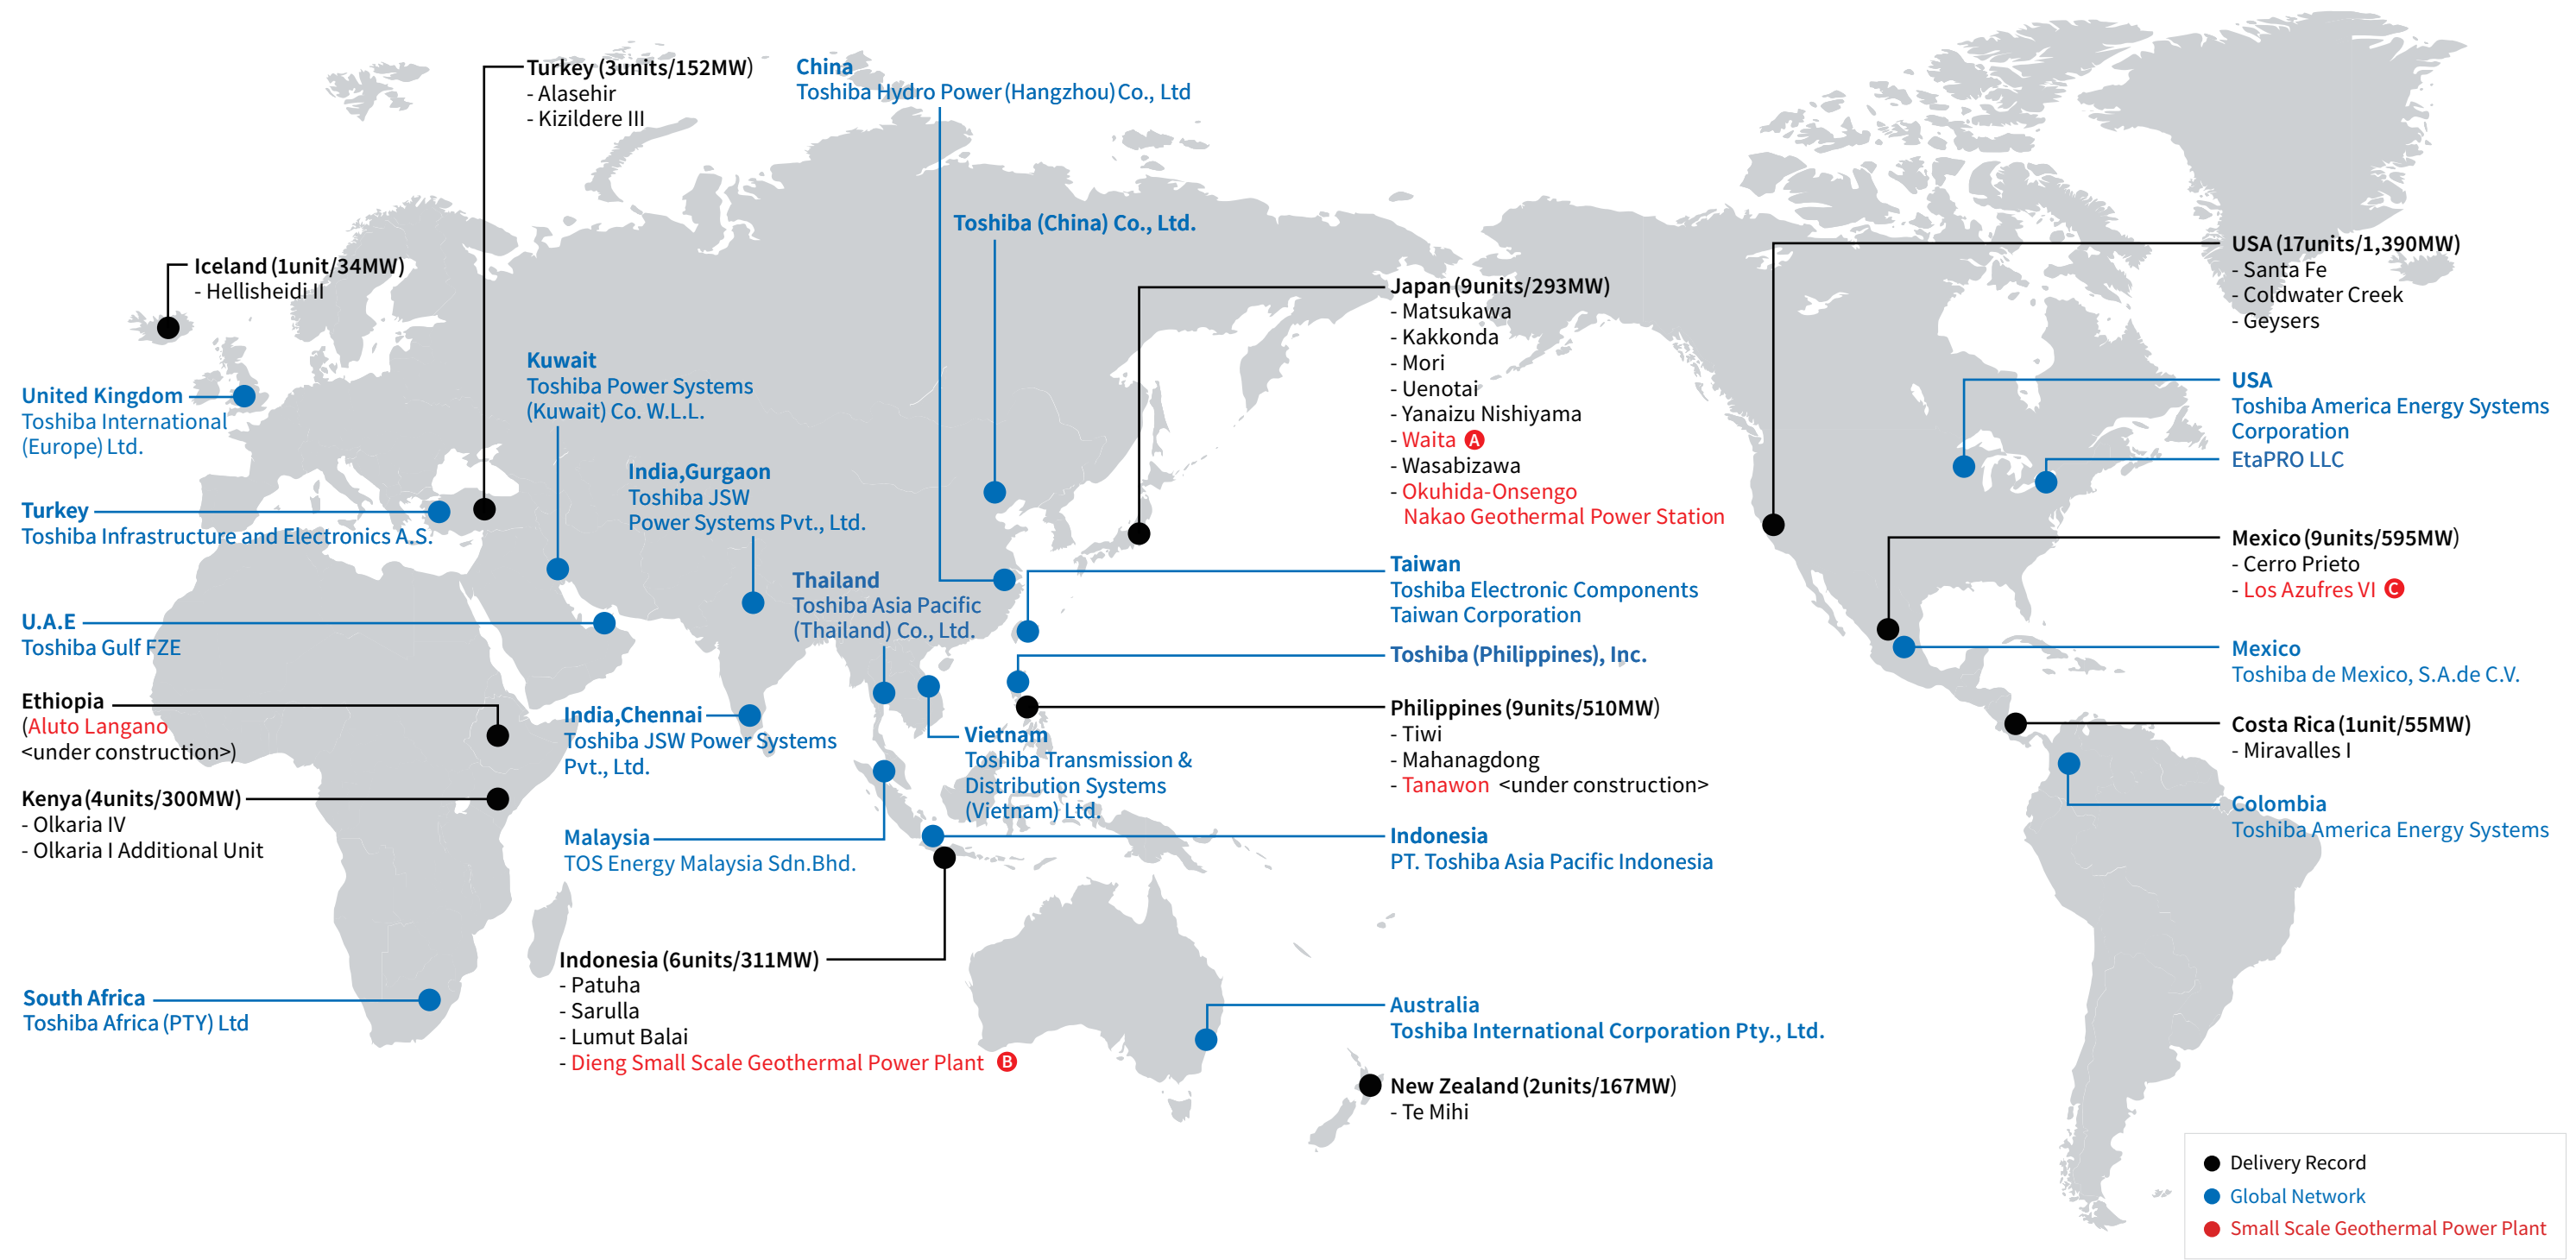 Turkey (3units/152MW)
- Alasehir
- Kizildere III
China
Toshiba Hydro Power (Hangzhou) Co., Ltd
Toshiba (China) Co., Ltd.
Iceland (1unit/34MW)
- Hellisheidi II
United Kingdom
Toshiba International
(Europe) Ltd.
Kuwait
Toshiba Power Systems
(Kuwait) Co. W.L.L.
India,Gurgaon
Toshiba JSW
Power Systems Pvt., Ltd.
Turkey
Toshiba Infrastructure and Electronics A.S.
Thailand
Toshiba Asia Pacific
(Thailand) Co., Ltd.
U.A.E
Toshiba Gulf FZE
Ethiopia
(Aluto Langano
<under construction>)
Kenya (4units/300MW)
- Olkaria IV
- Olkaria I Additional Unit
India,Chennai
Toshiba JSW Power Systems
Pvt., Ltd.
Vietnam
Toshiba Transmission &
Distribution Systems
(Vietnam) Ltd.
Malaysia
TOS Energy Malaysia Sdn.Bhd.
Indonesia (6units/311MW)
- Patuha
- Sarulla
- Lumut Balai
- Dieng Small Scale Geothermal Power Plant B
South Africa
Toshiba Africa (PTY) Ltd
Japan (9units/293MW)
- Matsukawa
- Kakkonda
- Mori
- Uenotai
- Yanaizu Nishiyama
- Waita A
- Wasabizawa
- Okuhida-Onsengo
Nakao Geothermal Power Station
Taiwan
Toshiba Electronic Components
Taiwan Corporation
Toshiba (Philippines), Inc.
Philippines (9units/510MW)
- Tiwi
- Mahanagdong
- Tanawon <under construction>
Indonesia
PT. Toshiba Asia Pacific Indonesia
Australia
Toshiba International Corporation Pty., Ltd.
New Zealand (2units/167MW)
- Te Mihi
USA (17units/1,390MW)
- Santa Fe
- Coldwater Creek
- Geysers
USA
Toshiba America Energy Systems
Corporation
EtaPRO LLC
Mexico (9units/595MW)
- Cerro Prieto
- Los Azufres VI C
Mexico
Toshiba de Mexico, S.A.de C.V.
Costa Rica (1unit/55MW)
- Miravalles I
Colombia
Toshiba America Energy Systems
Delivery Record
Global Network
Small Scale Geothermal Power Plant